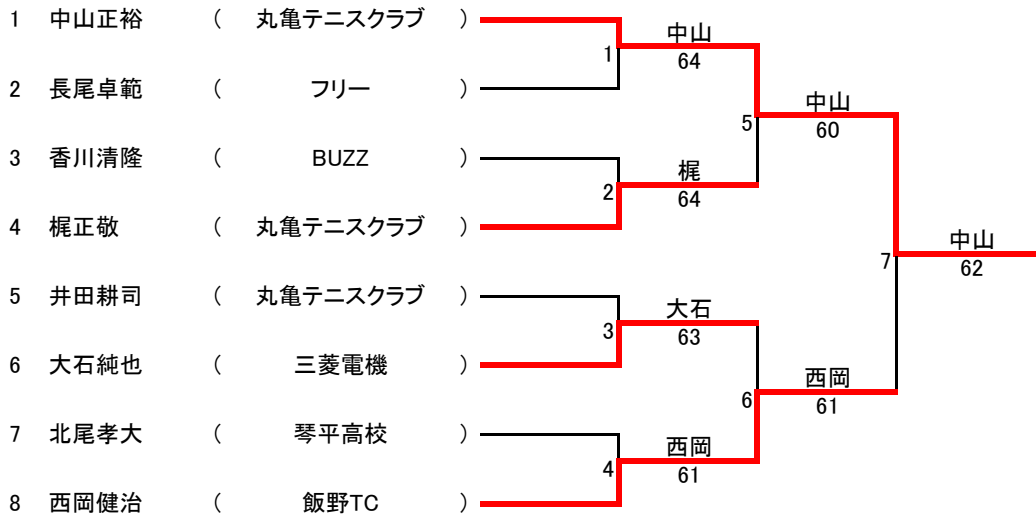 1 中山正裕 ( 丸亀テニスクラブ )
中山
1
64
2 長尾卓範 ( フリー )
中山
5
60
3 香川清隆 ( BUZZ )
梶
2
64
4 梶正敬 ( 丸亀テニスクラブ )
中山
7
62
5 井田耕司 ( 丸亀テニスクラブ )
大石
3
63
6 大石純也 ( 三菱電機 )
西岡
6
61
7 北尾孝大 ( 琴平高校 )
西岡
4
61
8 西岡健治 ( 飯野TC )